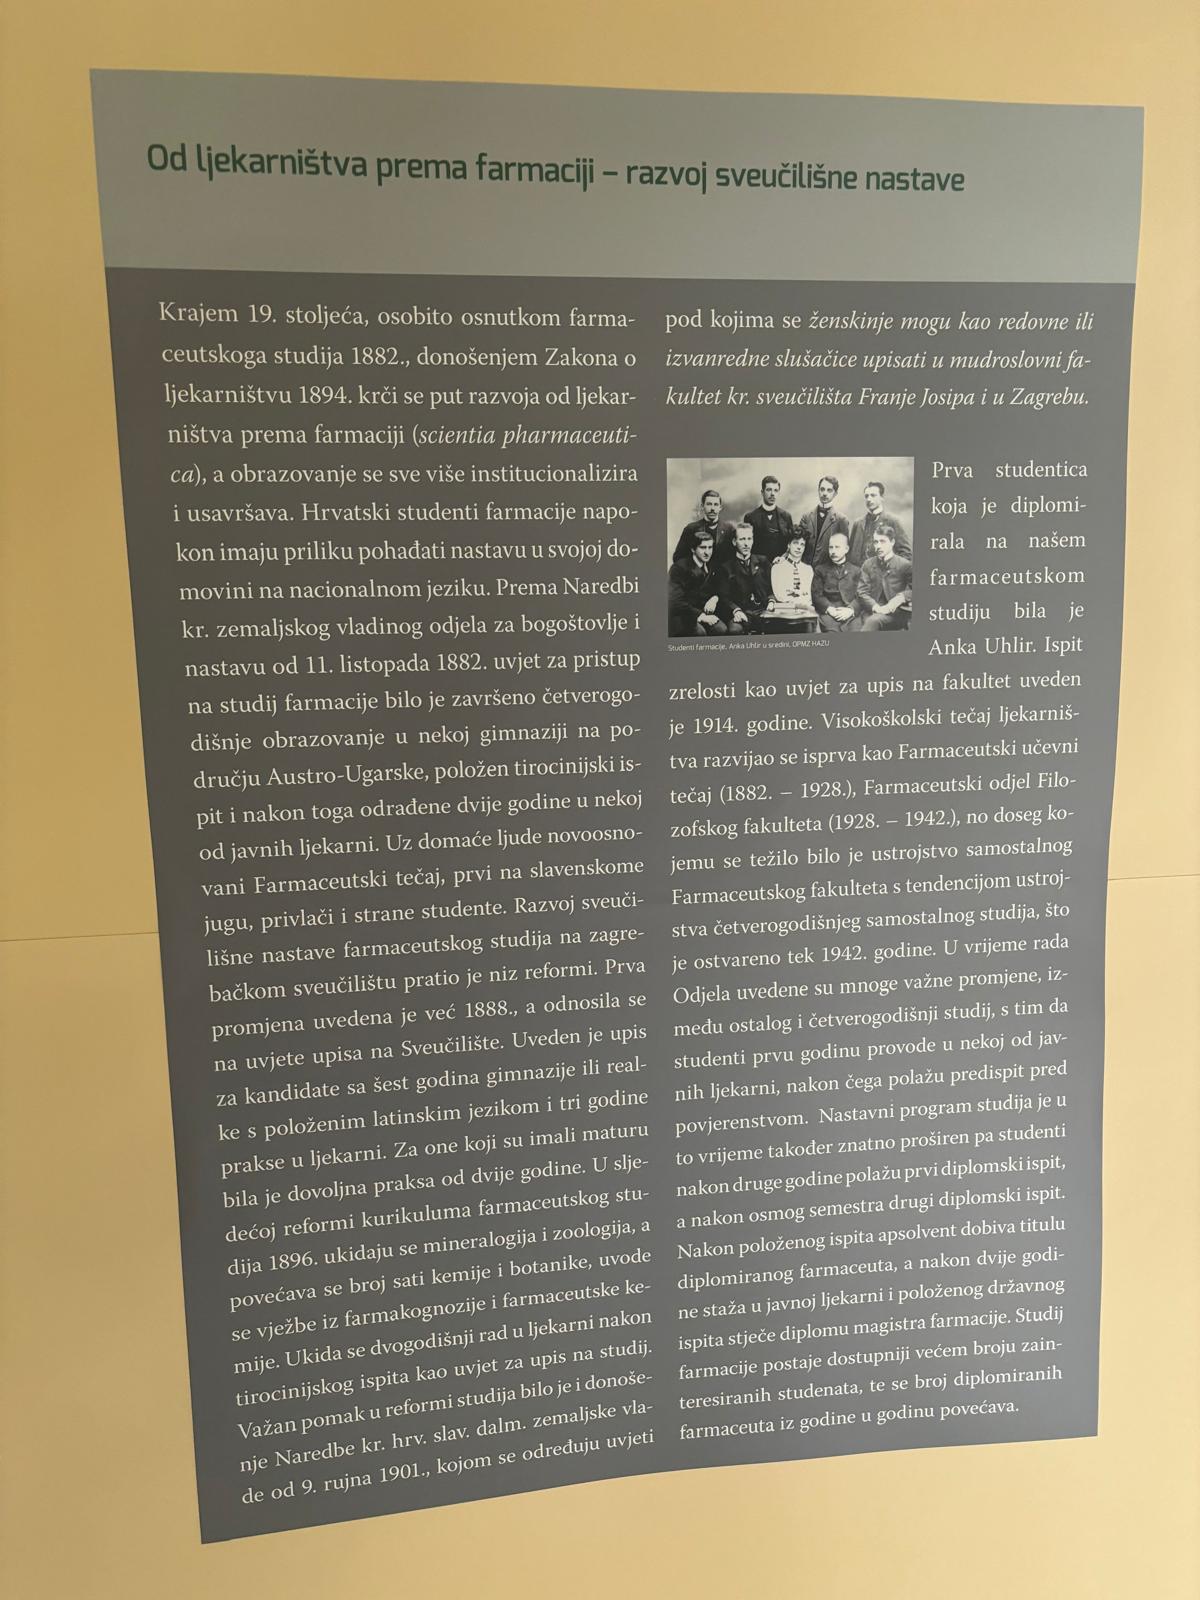 Od ljekarništva prema farmaciji – razvoj sveučilišne nastave
Krajem 19. stoljeća, osobito osnutkom farma-
ceutskoga studija 1882., donošenjem Zakona o
ljekarništvu 1894. krči se put razvoja od ljekar-
ništva prema farmaciji (scientia pharmaceuti-
ca), a obrazovanje se sve više institucionalizira
i usavršava. Hrvatski studenti farmacije napo-
kon imaju priliku pohađati nastavu u svojoj do-
movini na nacionalnom jeziku. Prema Naredbi
kr. zemaljskog vladinog odjela za bogoštovlje i
nastavu od 11. listopada 1882. uvjet za pristup
na studij farmacije bilo je završeno četverogo-
dišnje obrazovanje u nekoj gimnaziji na po-
dručju Austro-Ugarske, položen tirocinijski is-
pit i nakon toga odrađene dvije godine u nekoj
od javnih ljekarni. Uz domaće ljude novoosno-
vani Farmaceutski tečaj, prvi na slavenskome
jugu, privlači i strane studente. Razvoj sveuči-
lišne nastave farmaceutskog studija na zagre-
bačkom sveučilištu pratio je niz reformi. Prva
promjena uvedena je već 1888., a odnosila se
na uvjete upisa na Sveučilište. Uveden je upis
za kandidate sa šest godina gimnazije ili real-
ke s položenim latinskim jezikom i tri godine
prakse u ljekarni. Za one koji su imali maturu
bila je dovoljna praksa od dvije godine. U slje-
dećoj reformi kurikuluma farmaceutskog stu-
dija 1896. ukidaju se mineralogija i zoologija, a
povećava se broj sati kemije i botanike, uvode
se vježbe iz farmakognozije i farmaceutske ke-
mije. Ukida se dvogodišnji rad u ljekarni nakon
tirocinijskog ispita kao uvjet za upis na studij.
Važan pomak u reformi studija bilo je i donoše-
nje Naredbe kr. hrv. slav. dalm. zemaljske vla-
de od 9. rujna 1901., kojom se određuju uvjeti
pod kojima se ženskinje mogu kao redovne ili
izvanredne slušačice upisati u mudroslovni fa-
kultet kr. sveučilišta Franje Josipa i u Zagrebu.
Studenti farmacije, Anka Uhlir u sredini, OPMZ HAZU
Prva studentica
koja je diplomi-
rala na našem
farmaceutskom
studiju bila je
Anka Uhlir. Ispit
zrelosti kao uvjet za upis na fakultet uveden
je 1914. godine. Visokoškolski tečaj ljekarniš-
tva razvijao se isprva kao Farmaceutski učevni
tečaj (1882. – 1928.), Farmaceutski odjel Filo-
zofskog fakulteta (1928. – 1942.), no doseg ko-
jemu se težilo bilo je ustrojstvo samostalnog
Farmaceutskog fakulteta s tendencijom ustroj-
stva četverogodišnjeg samostalnog studija, što
je ostvareno tek 1942. godine. U vrijeme rada
Odjela uvedene su mnoge važne promjene, iz-
među ostalog i četverogodišnji studij, s tim da
studenti prvu godinu provode u nekoj od jav-
nih ljekarni, nakon čega polažu predispit pred
povjerenstvom. Nastavni program studija je u
to vrijeme također znatno proširen pa studenti
nakon druge godine polažu prvi diplomski ispit,
a nakon osmog semestra drugi diplomski ispit.
Nakon položenog ispita apsolvent dobiva titulu
diplomiranog farmaceuta, a nakon dvije godi-
ne staža u javnoj ljekarni i položenog državnog
ispita stječe diplomu magistra farmacije. Studij
farmacije postaje dostupniji većem broju zain-
teresiranih studenata, te se broj diplomiranih
farmaceuta iz godine u godinu povećava.